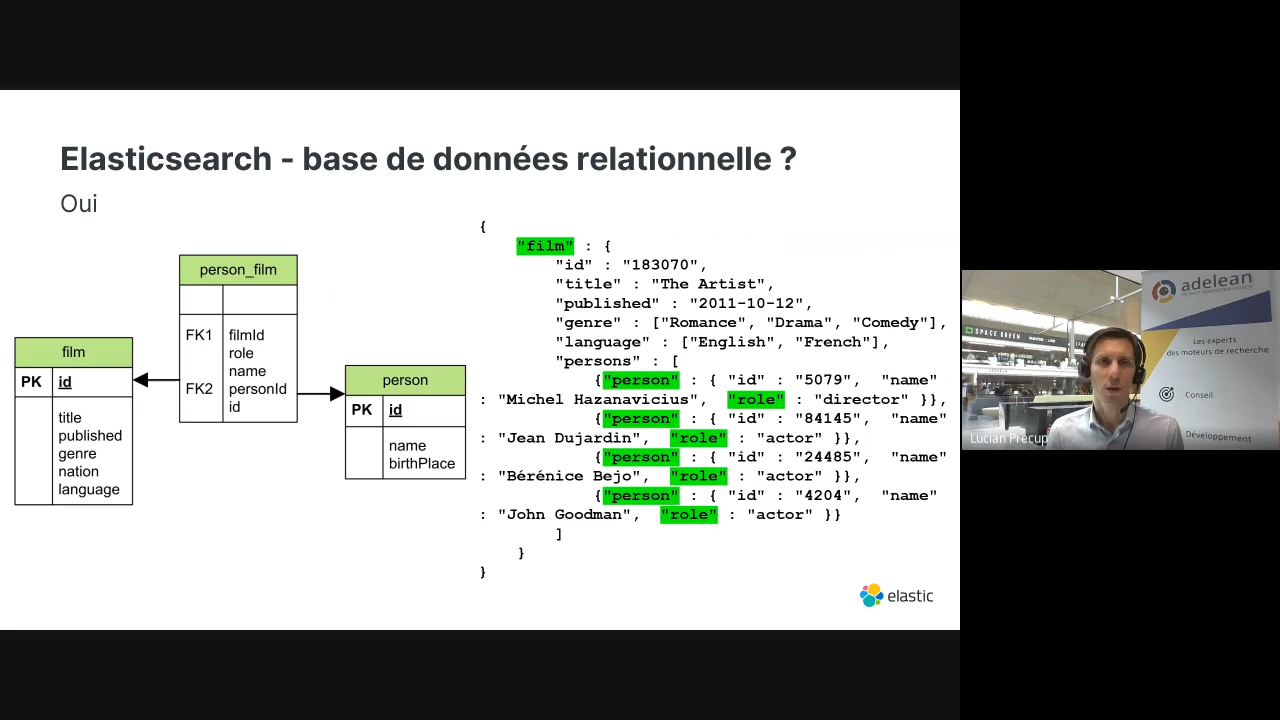 Elasticsearch - base de données relationnelle ?
Oui
person_film
FK1
filmId
role
name
FK2
personId
id
film
PK
id
title
published
genre
nation
language
person
PK
id
name
birthPlace
{
"film" : {
"id" : "183070",
"title" : "The Artist",
"published" : "2011-10-12",
"genre" : ["Romance", "Drama", "Comedy"],
"language" : ["English", "French"],
"persons" : [
{"person" : { "id" : "5079", "name"
: "Michel Hazanavicius", "role" : "director" }},
{"person" : { "id" : "84145", "name"
: "Jean Dujardin", "role" : "actor" }},
{"person" : { "id" : "24485", "name"
: "Bérénice Bejo", "role" : "actor" }},
{"person" : { "id" : "4204", "name"
: "John Goodman", "role" : "actor" }}
]
}
}
elastic
adelean
SPACE GREEN
Les experts
des moteurs de recherche
Conseil
Développement
Lucian Precup